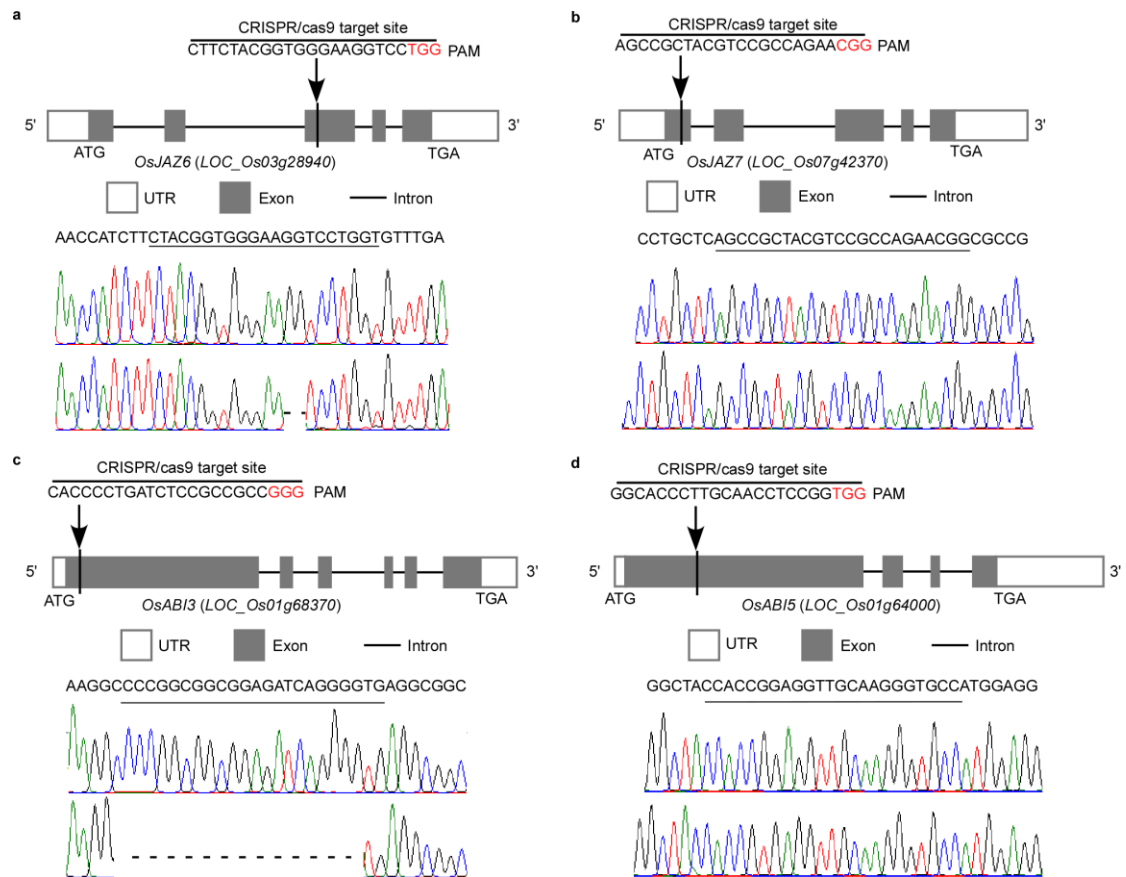 a
CRISPR/cas9 target site
CTTCTACGGTGGGAAGGTCCTGG PAM
5' 3'
ATG TGA
OsJAZ6 (LOC_Os03g28940)
UTR Exon Intron
AACCATCTTCTACGGTGGGAAGGTCCTGGTGTTTGA
b
CRISPR/cas9 target site
AGCCGCTACGTCCGCCAGAACGG PAM
5' 3'
ATG TGA
OsJAZ7 (LOC_Os07g42370)
UTR Exon Intron
CCTGCTCAGCCGCTACGTCCGCCAGAACGGCGCCG
c
CRISPR/cas9 target site
CACCCCTGATCTCCGCCGCCGGG PAM
5' 3'
ATG TGA
OsABI3 (LOC_Os01g68370)
UTR Exon Intron
AAGGCCCCCGGCGGCGGAGATCAGGGGTGAGGCGGC
d
CRISPR/cas9 target site
GGCACCCTTGCAACCTCCGGTGG PAM
5' 3'
ATG TGA
OsABI5 (LOC_Os01g64000)
UTR Exon Intron
GGCTACCACCGGAGGTTGCAAGGGTGCCATGGAGG